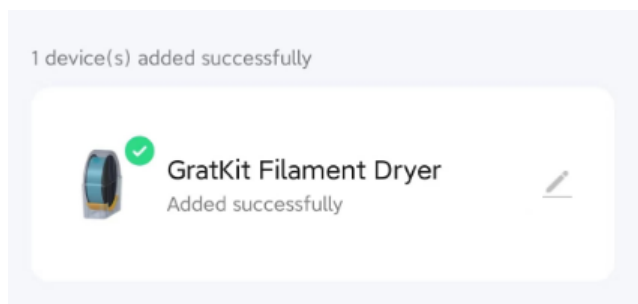 1 device(s) added successfully
GratKit Filament Dryer
Added successfully